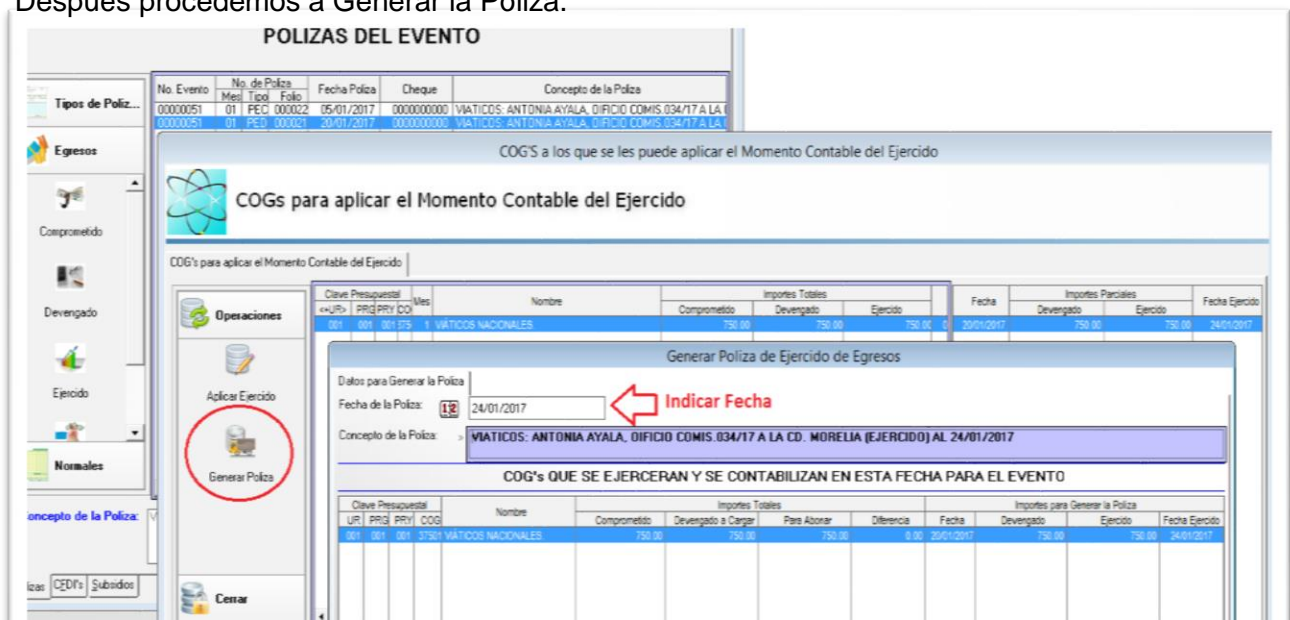 Después procedemos a Generar la Póliza.
POLIZAS DEL EVENTO
Tipos de Poliz...
No. Evento No. de Poliza Fecha Poliza Cheque Concepto de la Poliza
Mes Tipo Folio
00000051 01 PEC 000022 05/01/2017 0000000000 VIATICOS: ANTONIA AYALA, OIFICIO COMIS.034/17 A LA
00000051 01 PED 000021 20/01/2017 0000000000 VIATICOS: ANTONIA AYALA, OIFICIO COMIS.034/17 A LA
Egresos
Comprometido
Devengado
Ejercido
Normales
Concepto de la Poliza:
CFDI's Subsidios
COG'S a los que se les puede aplicar el Momento Contable del Ejercido
COGs para aplicar el Momento Contable del Ejercido
COG's para aplicar el Momento Contable del Ejercido
Operaciones
Aplicar Ejercido
Generar Poliza
Cerrar
Clave Presupuestal Mes Nombre Importes Totales Fecha Importes Parciales Fecha Ejercido
<+UR> PRG PRY CO Comprometido Devengado Ejercido Devengado Ejercido
001 001 001 375 1 VIÁTICOS NACIONALES 750.00 750.00 750.00 0 20/01/2017 750.00 750.00 24/01/2017
Generar Poliza de Ejercido de Egresos
Datos para Generar la Poliza
Fecha de la Poliza: 12 24/01/2017 Indicar Fecha
Concepto de la Poliza: > VIATICOS: ANTONIA AYALA, OIFICIO COMIS.034/17 A LA CD. MORELIA (EJERCIDO) AL 24/01/2017
COG's QUE SE EJERCERAN Y SE CONTABILIZAN EN ESTA FECHA PARA EL EVENTO
Clave Presupuestal Nombre Importes Totales Importes para Generar la Poliza
UR PRG PRY COG Comprometido Devengado a Cargar Para Abonar Diferencia Fecha Devengado Ejercido Fecha Ejercido
001 001 001 37501 VIÁTICOS NACIONALES 750.00 750.00 750.00 0.00 20/01/2017 750.00 750.00 24/01/2017